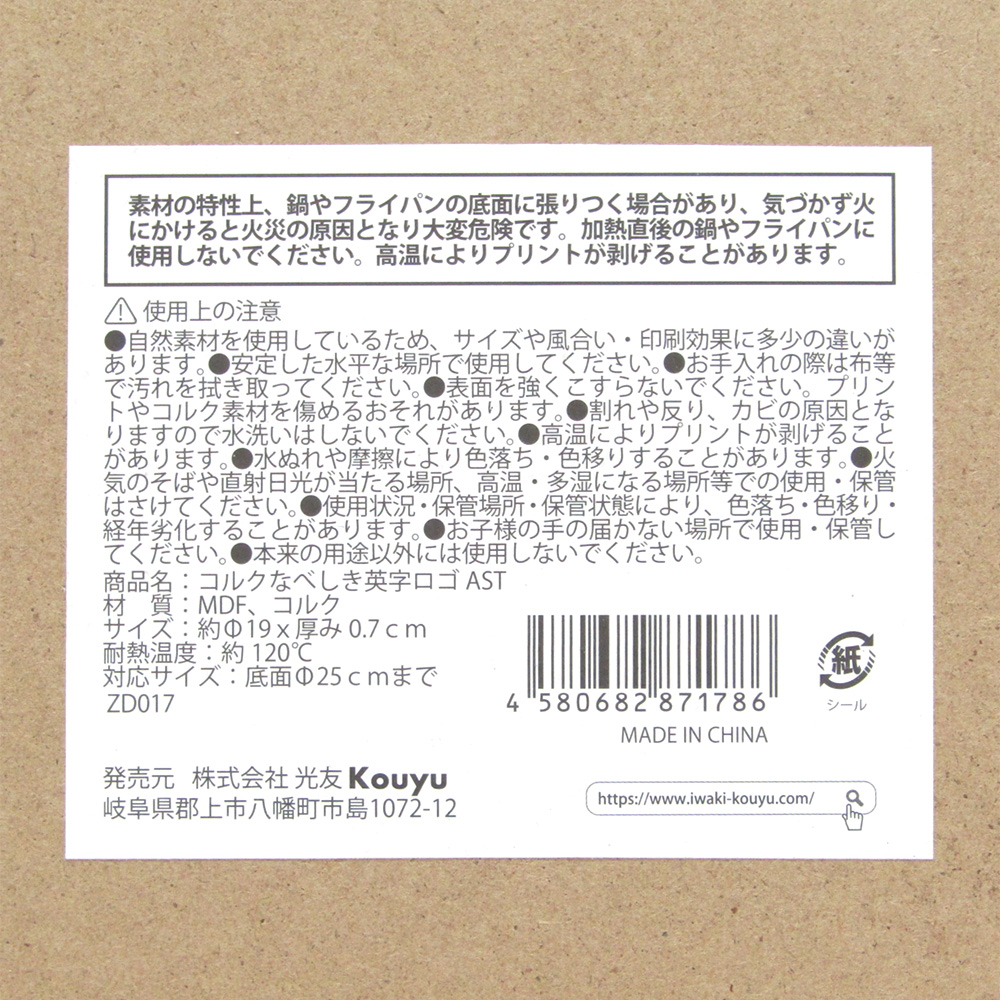 素材の特性上、鍋やフライパンの底面に張りつく場合があり、気づかず火
にかけると火災の原因となり大変危険です。加熱直後の鍋やフライパンに
使用しないでください。高温によりプリントが剥げることがあります。
⚠使用上の注意
●自然素材を使用しているため、サイズや風合い・印刷効果に多少の違いが
あります。●安定した水平な場所で使用してください。●お手入れの際は布等
で汚れを拭き取ってください。●表面を強くこすらないでください。プリン
トやコルク素材を傷めるおそれがあります。●割れや反り、カビの原因とな
りますので水洗いはしないでください。●高温によりプリントが剥げること
があります。●水ぬれや摩擦により色落ち・色移りすることがあります。●火
気のそばや直射日光が当たる場所、高温・多湿になる場所等での使用・保管
はさけてください。●使用状況・保管場所・保管状態により、色落ち・色移り・
経年劣化することがあります。●お子様の手の届かない場所で使用・保管し
てください。●本来の用途以外には使用しないでください。
商品名：コルクなべしき英字ロゴ AST
材　質：MDF、コルク
サイズ：約Φ19 x 厚み 0.7 c m
耐熱温度：約 120℃
対応サイズ：底面Φ25 c m まで
ZD017
4 580682 871786
MADE IN CHINA
紙
シール
発売元　株式会社 光友 Kouyu
岐阜県郡上市八幡町市島1072-12
https://www.iwaki-kouyu.com/